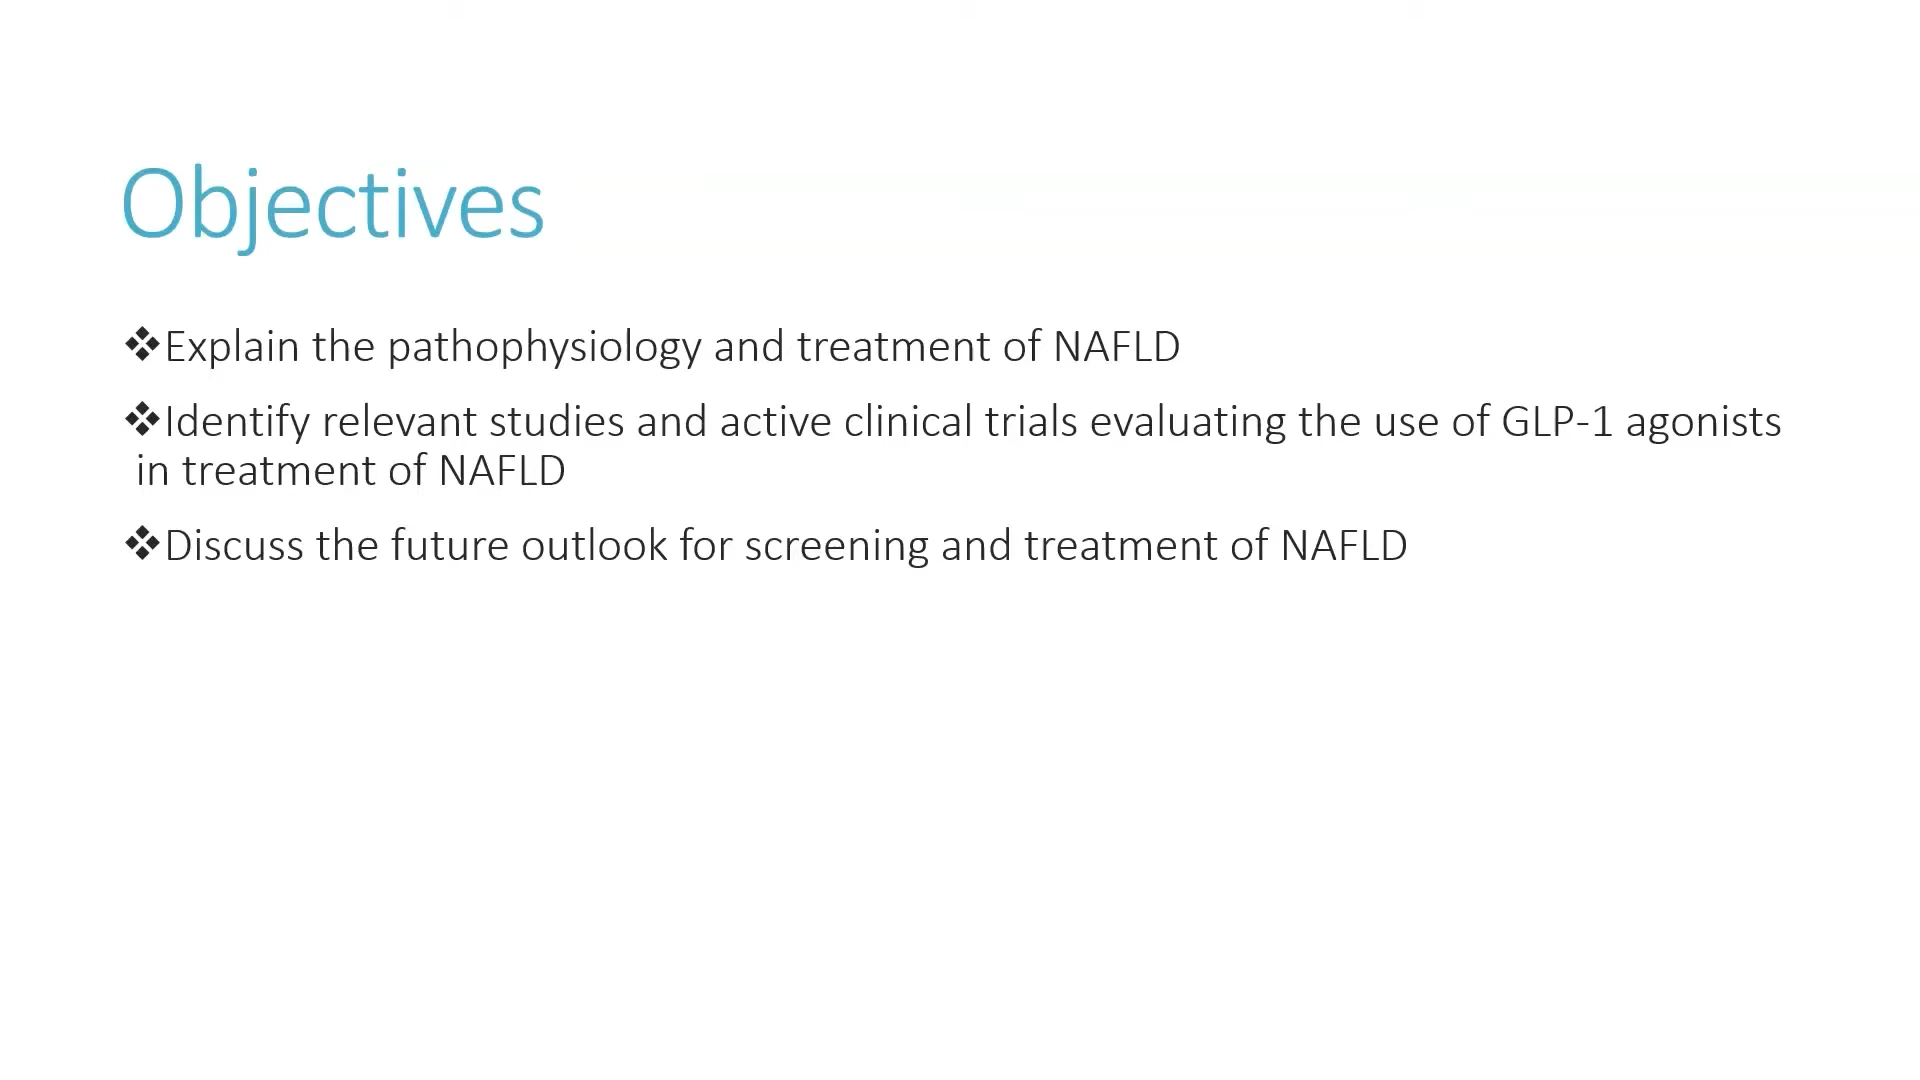 Objectives
❖Explain the pathophysiology and treatment of NAFLD
❖Identify relevant studies and active clinical trials evaluating the use of GLP-1 agonists
in treatment of NAFLD
❖Discuss the future outlook for screening and treatment of NAFLD